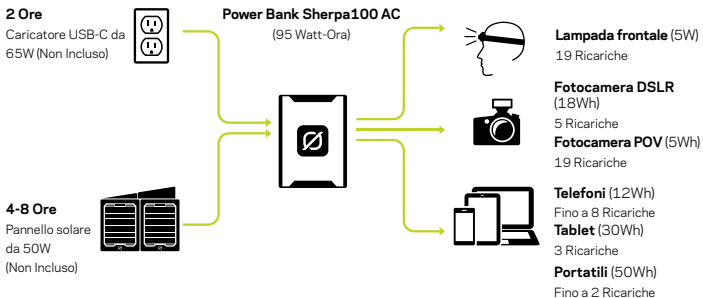 2 Ore
Caricatore USB-C da
65W (Non Incluso)
4-8 Ore
Pannello solare
da 50W
(Non Incluso)
Power Bank Sherpa100 AC
(95 Watt-Ora)
Lampada frontale (5W)
19 Ricariche
Fotocamera DSLR
(18Wh)
5 Ricariche
Fotocamera POV (5Wh)
19 Ricariche
Telefoni (12Wh)
Fino a 8 Ricariche
Tablet (30Wh)
3 Ricariche
Portatili (50Wh)
Fino a 2 Ricariche